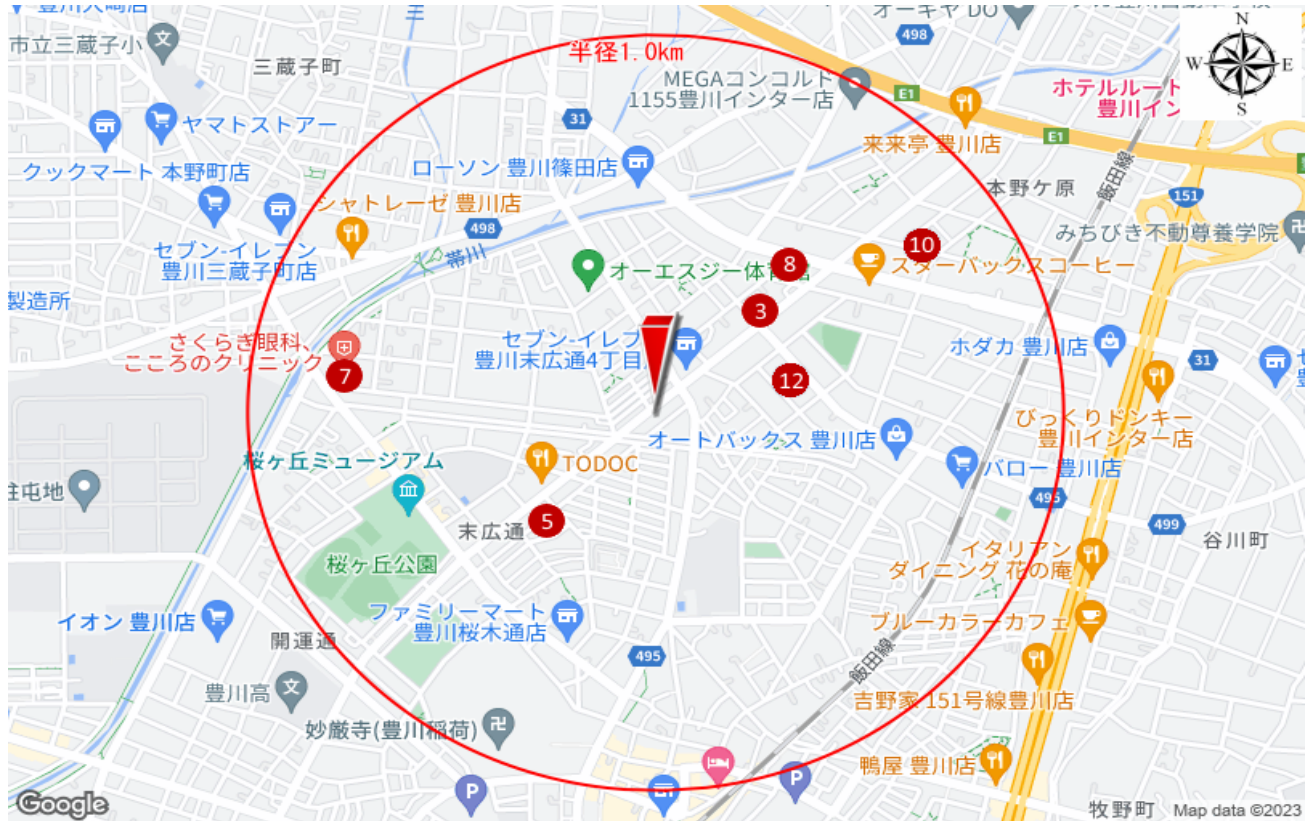 オーキヤ DO
498
市立三蔵子小
三蔵子町
半径1.0km
MEGAコンコルト
1155豊川インター店
E1
ホテルルート
豊川イン
N
W
E
S
31
ヤマトストアー
クックマート 本野町店
ローソン 豊川篠田店
来来亭 豊川店
E1
飯田線
本野ケ原
151
シャトレーゼ 豊川店
498
セブン-イレブン
豊川三蔵子町店
帯川
みちびき不動尊養学院
10
8
オーエスジー体育館
スターバックスコーヒー
製造所
3
さくらぎ眼科、
こころのクリニック
7
セブン-イレブ
豊川末広通4丁目
12
ホダカ 豊川店
31
びっくりドンキー
豊川インター店
オートバックス 豊川店
桜ヶ丘ミュージアム
TODOC
バロー 豊川店
495
499
駐屯地
5
末広通
谷川町
桜ヶ丘公園
イタリアン
ダイニング 花の庵
イオン 豊川店
ファミリーマート
豊川桜木通店
ブルーカラーカフェ
開運通
495
飯田線
豊川高
吉野家 151号線豊川店
妙厳寺(豊川稲荷)
鴨屋 豊川店
P
P
Google
牧野町
Map data ©2023